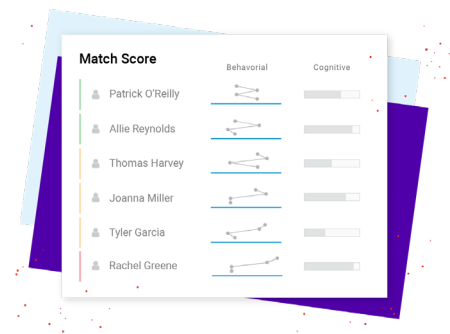 Match Score
Behavorial Cognitive
Patrick O'Reilly
Allie Reynolds
Thomas Harvey
Joanna Miller
Tyler Garcia
Rachel Greene